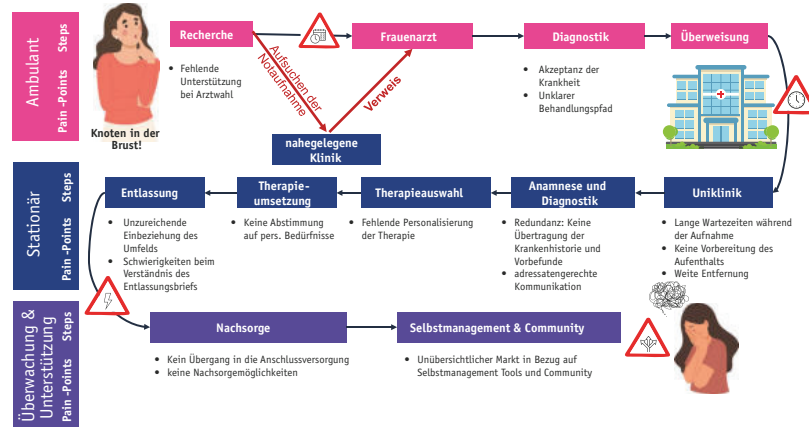 Ambulant
Steps
Pain -Points
Knoten in der
Brust!
Recherche
• Fehlende
Unterstützung
bei Arztwahl
Aufsuchen der
Notaufnahme
nahegelegene
Klinik
Verweis
Frauenarzt
Diagnostik
• Akzeptanz der
Krankheit
• Unklarer
Behandlungspfad
Überweisung
Stationär
Steps
Pain -Points
Uniklinik
• Lange Wartezeiten während
der Aufnahme
• Keine Vorbereitung des
Aufenthalts
• Weite Entfernung
Anamnese und
Diagnostik
• Redundanz: Keine
Übertragung der
Krankenhistorie und
Vorbefunde
• adressatengerechte
Kommunikation
Therapieauswahl
• Fehlende Personalisierung
der Therapie
Therapie-
umsetzung
• Keine Abstimmung
auf pers. Bedürfnisse
Entlassung
• Unzureichende
Einbeziehung des
Umfelds
• Schwierigkeiten beim
Verständnis des
Entlassungsbriefs
Überwachung &
Unterstützung
Steps
Pain -Points
Nachsorge
• Kein Übergang in die Anschlussversorgung
• keine Nachsorgemöglichkeiten
Selbstmanagement & Community
• Unübersichtlicher Markt in Bezug auf
Selbstmanagement Tools und Community